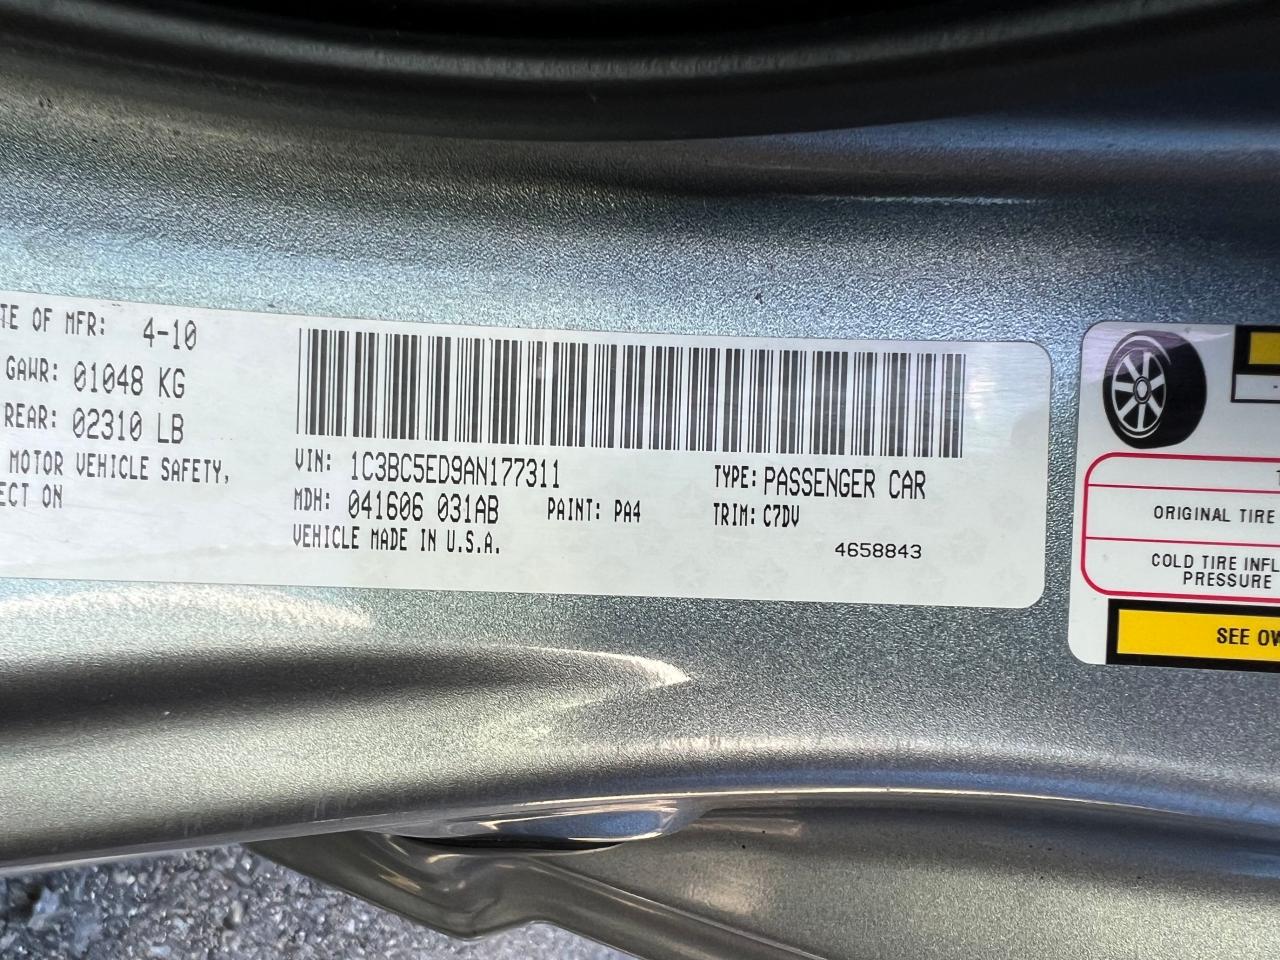 TE OF MFR: 4-10
GAWR: 01048 KG
REAR: 02310 LB
MOTOR VEHICLE SAFETY,
ECT ON
VIN: 1C3BC5ED9AN177311
TYPE: PASSENGER CAR
MDH: 041606 031AB
PAINT: PA4
TRIM: C7DV
VEHICLE MADE IN U.S.A.
4658843
ORIGINAL TIRE
COLD TIRE INFL
PRESSURE
SEE OW